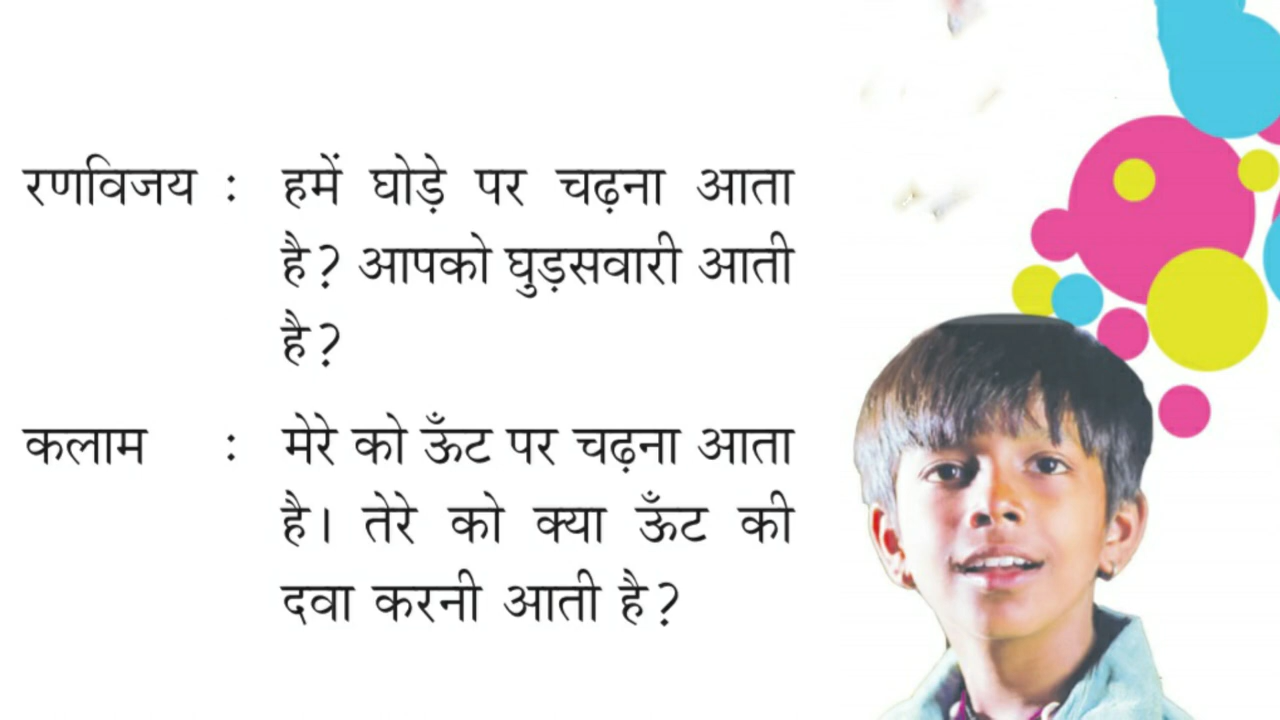 रणविजय : हमें घोड़े पर चढ़ना आता
है? आपको घुड़सवारी आती
है?
कलाम : मेरे को ऊँट पर चढ़ना आता
है। तेरे को क्या ऊँट की
दवा करनी आती है?